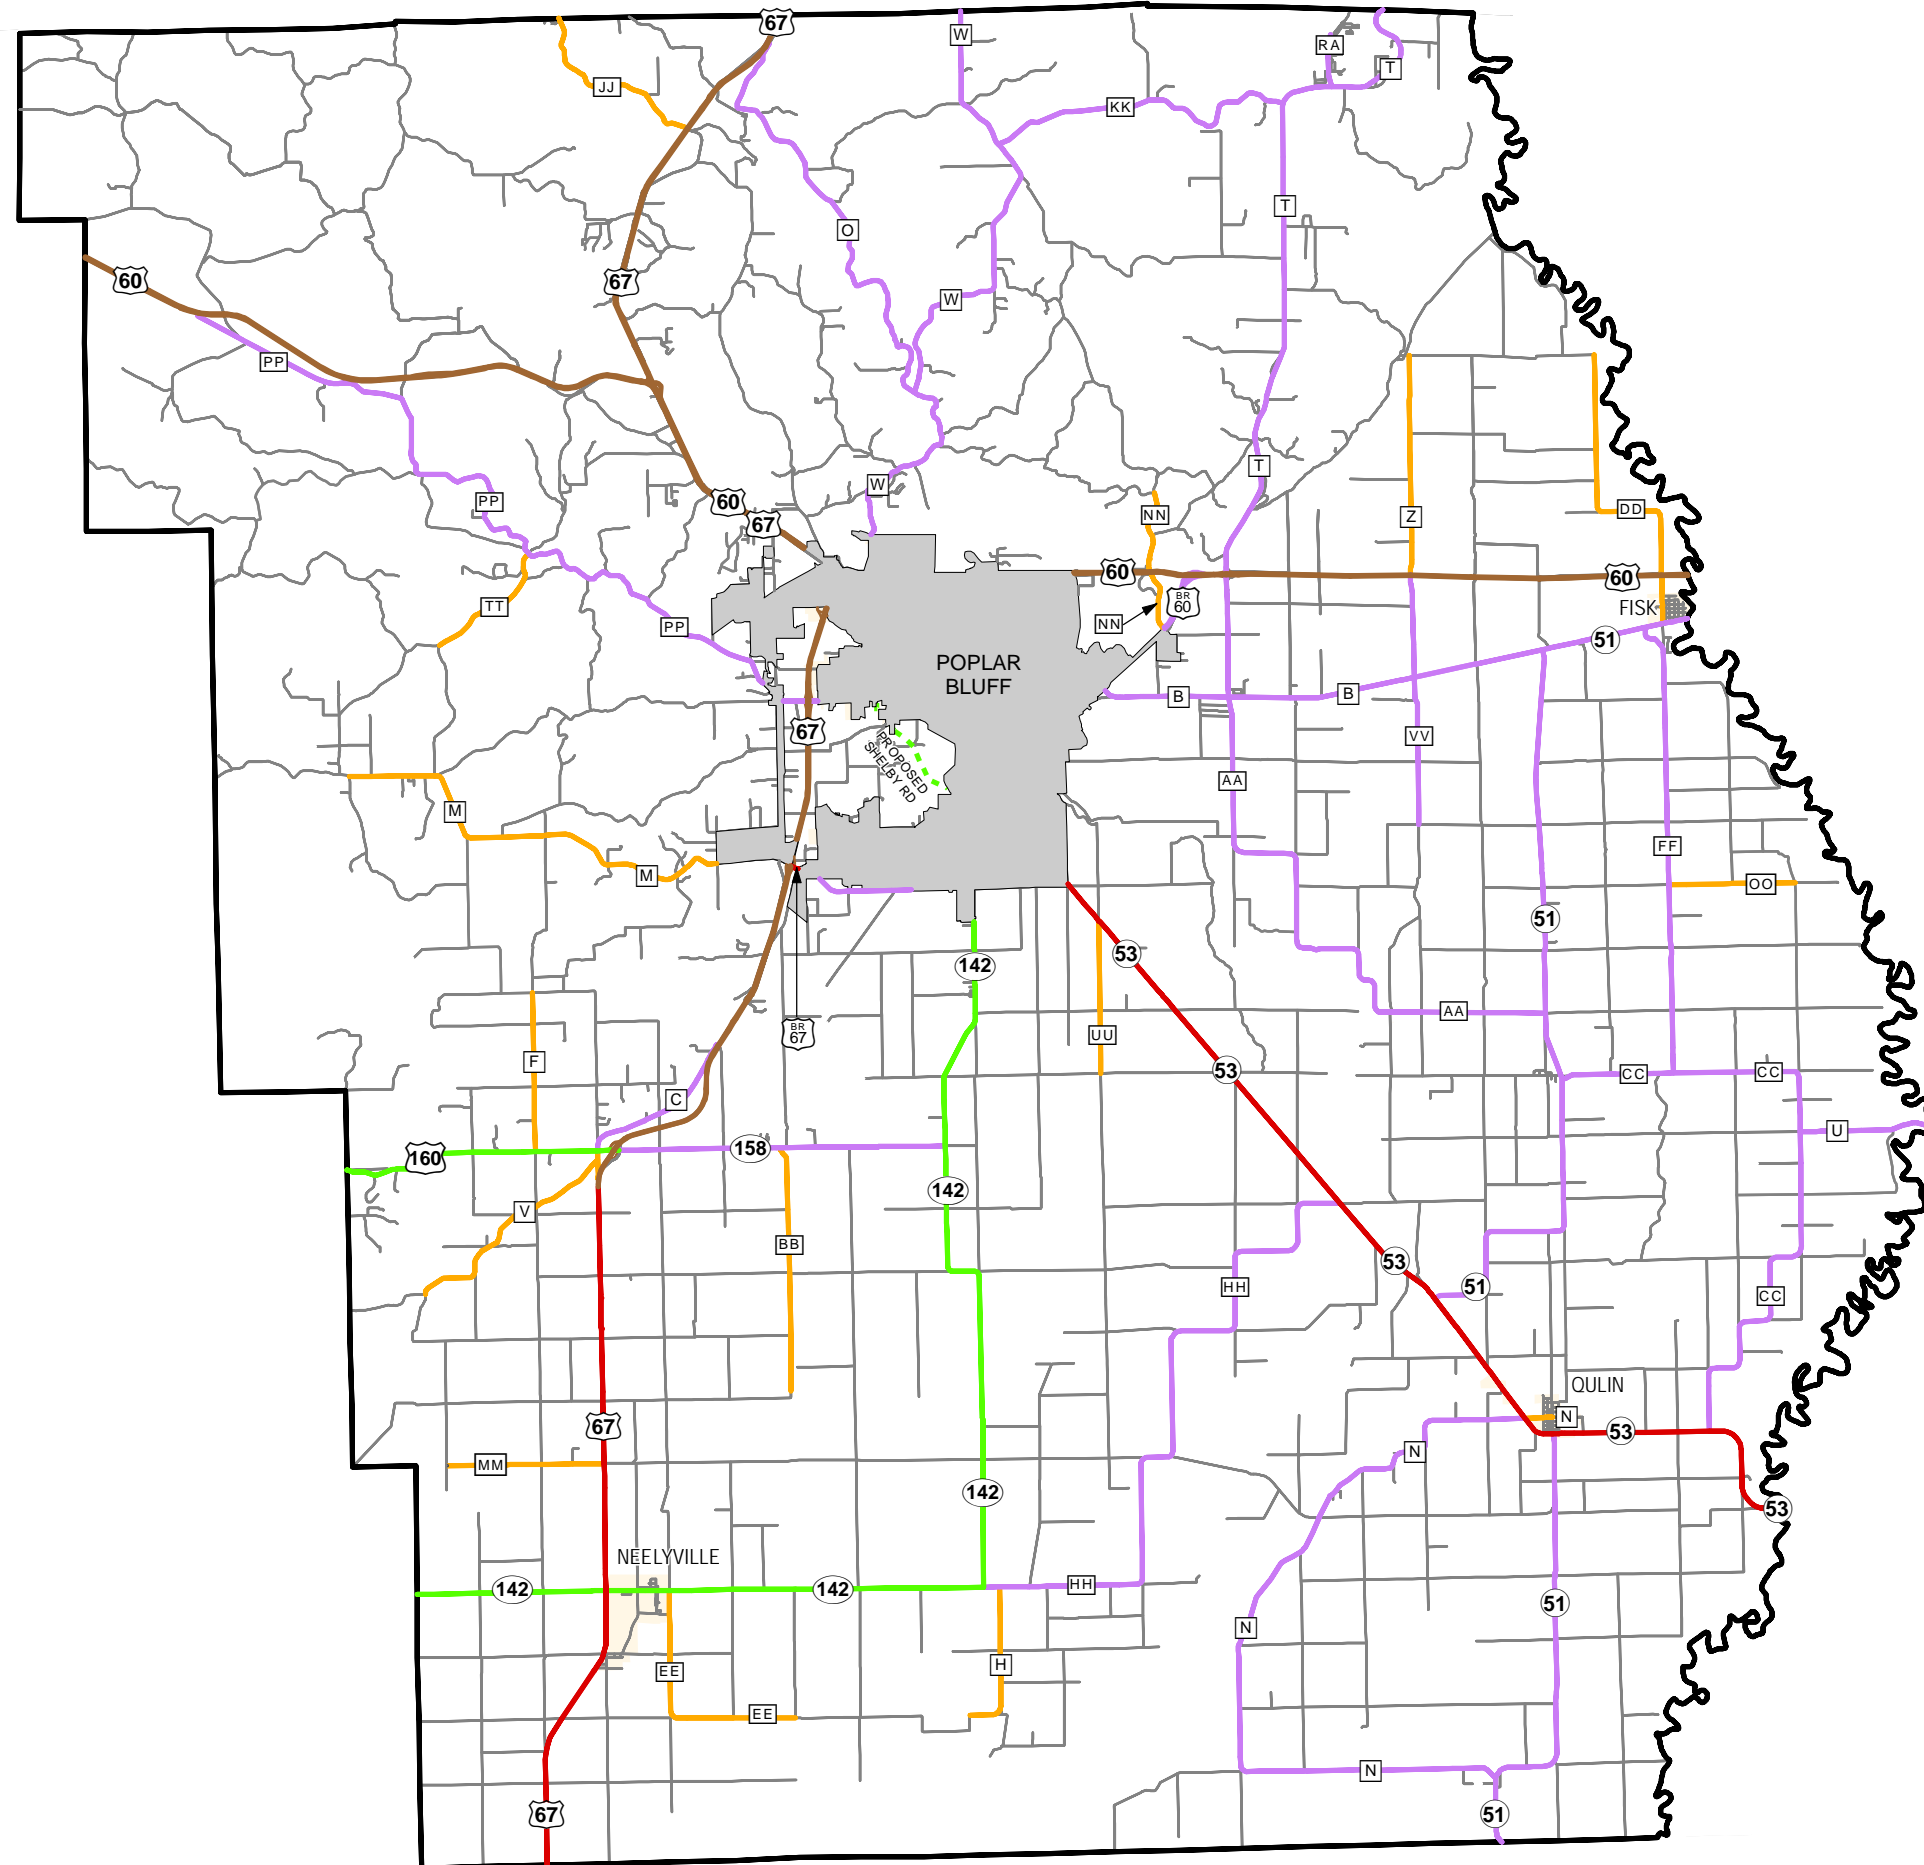 67
W
RA
T
JJ
KK
T
O
60
67
W
PP
T
W
PP
60
67
NN
Z
DD
60
60
BR
60
FISK
TT
NN
PP
51
POPLAR
BLUFF
B
B
67
VV
PROPOSED
SHELBY RD
AA
M
FF
M
OO
51
53
142
AA
BR
67
UU
F
53
CC
CC
C
U
158
160
142
V
BB
53
HH
51
CC
QULIN
N
67
53
N
MM
142
53
NEELYVILLE
142
142
HH
51
N
H
EE
EE
N
67
51